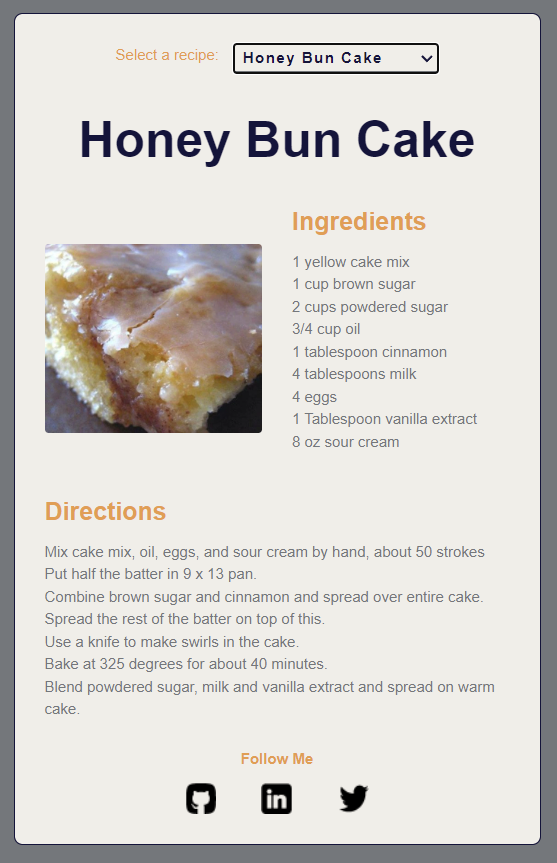 Select a recipe:
Honey Bun Cake
Honey Bun Cake
Ingredients
1 yellow cake mix
1 cup brown sugar
2 cups powdered sugar
3/4 cup oil
1 tablespoon cinnamon
4 tablespoons milk
4 eggs
1 Tablespoon vanilla extract
8 oz sour cream
Directions
Mix cake mix, oil, eggs, and sour cream by hand, about 50 strokes
Put half the batter in 9 x 13 pan.
Combine brown sugar and cinnamon and spread over entire cake.
Spread the rest of the batter on top of this.
Use a knife to make swirls in the cake.
Bake at 325 degrees for about 40 minutes.
Blend powdered sugar, milk and vanilla extract and spread on warm
cake.
Follow Me
in